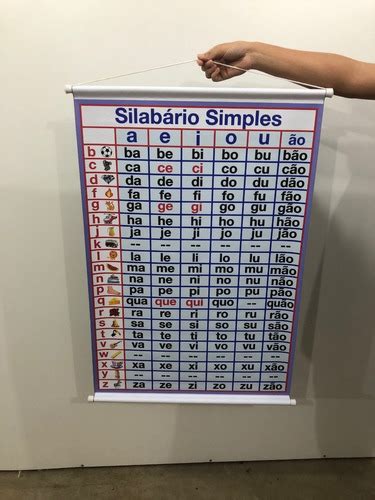 Silabário Simples
a e i o u ão
b ba be bi bo bu bão
c ca ce ci co cu cão
d da de di do du dão
f fa fe fi fo fu fão
g ga ge gi go gu gão
h ha he hi ho hu hão
j ja je ji jo ju jão
k -- -- -- -- -- --
l la le li lo lu lão
m ma me mi mo mu mão
n na ne ni no nu não
p pa pe pi po pu pão
q qua que qui quo -- quão
r ra re ri ro ru rão
s sa se si so su são
t ta te ti to tu tão
v va ve vi vo vu vão
w -- -- -- -- -- --
x xa xe xi xo xu xão
y -- -- -- -- -- --
z za ze zi zo zu zão